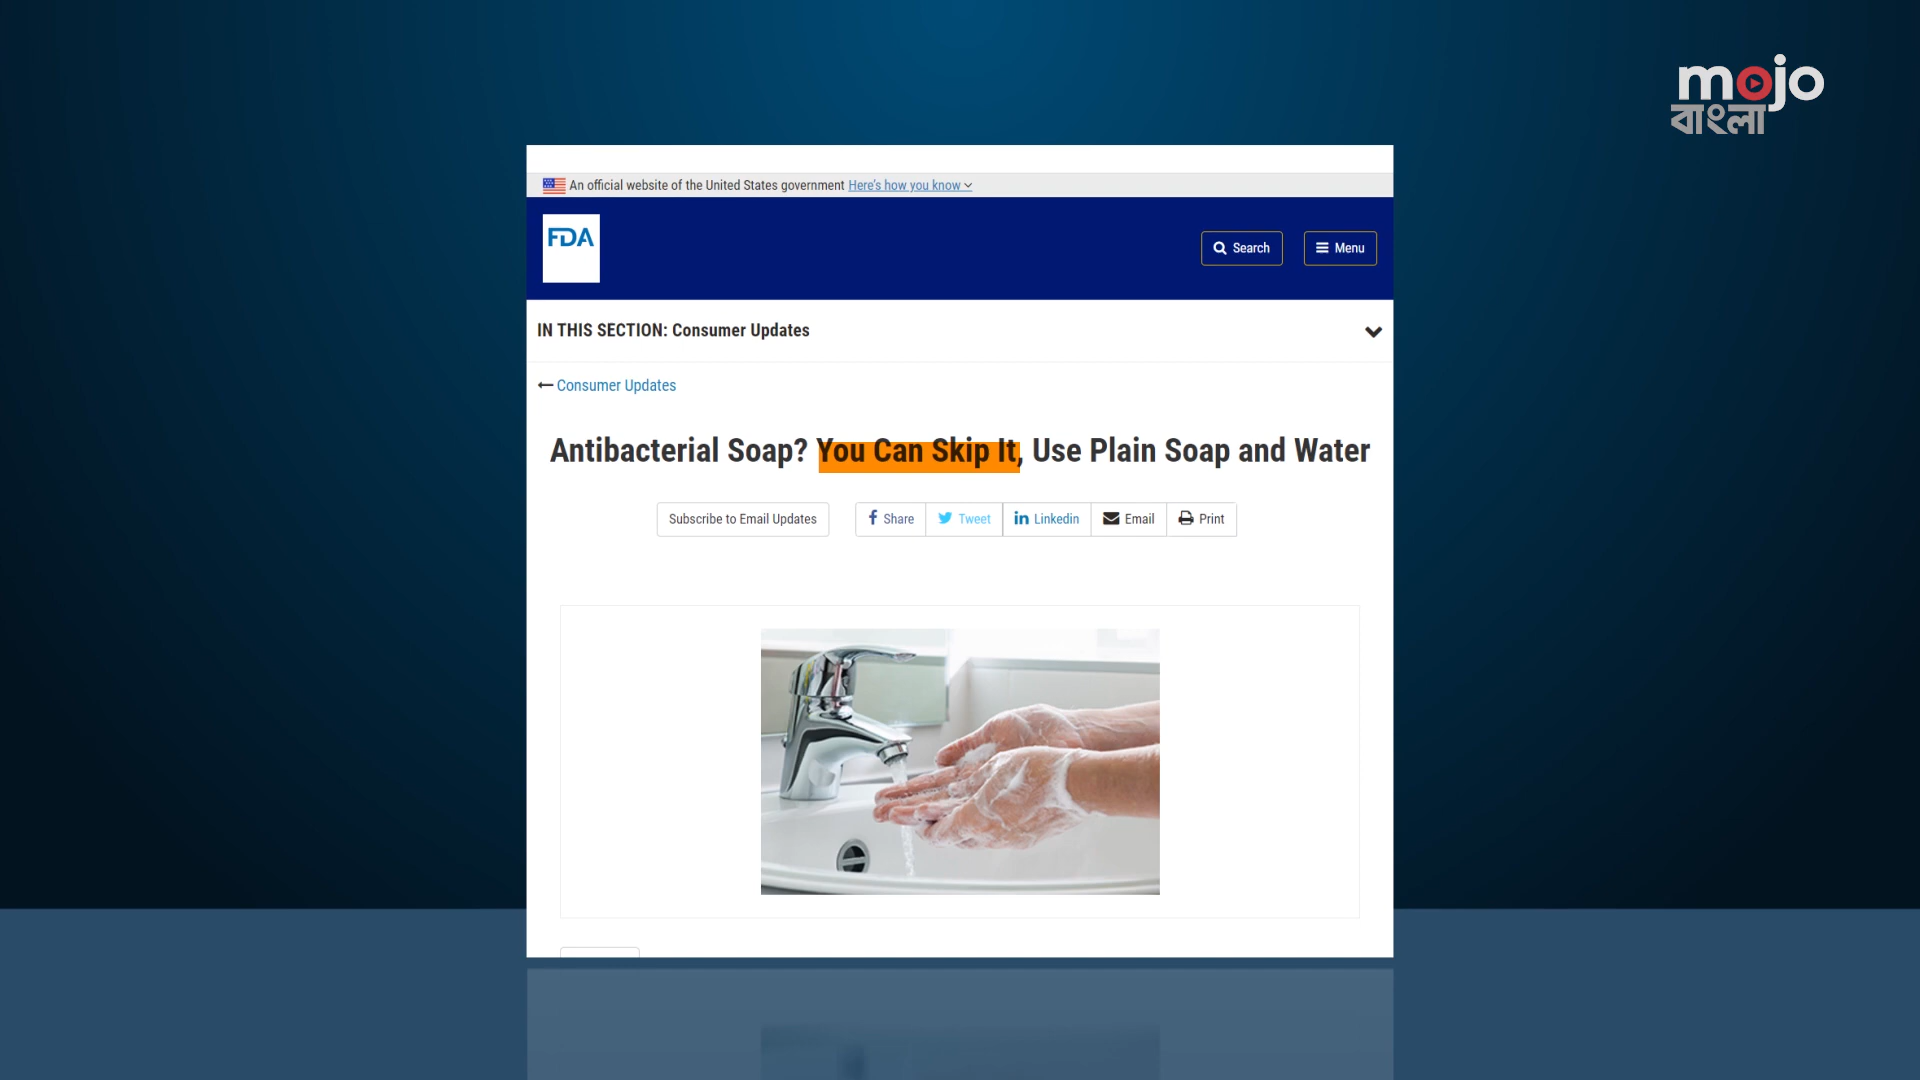 mojo
বাংলা
An official website of the United States government Here's how you know
FDA
Search
Menu
IN THIS SECTION: Consumer Updates
Consumer Updates
Antibacterial Soap? You Can Skip It, Use Plain Soap and Water
Subscribe to Email Updates
Share
Tweet
Linkedin
Email
Print